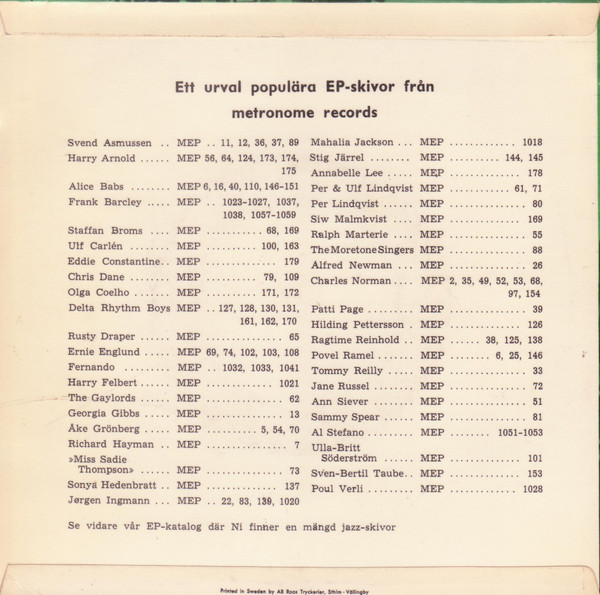 Ett urval populära EP-skivor från
metronome records
Svend Asmussen .. MEP .. 11, 12, 36, 37, 89
Harry Arnold ...... MEP 56, 64, 124, 173, 174,
175
Alice Babs ........ MEP 6, 16, 40, 110, 146-151
Frank Barcley ..... MEP .. 1023-1027, 1037,
1038, 1057-1059
Staffan Broms .... MEP ........... 68, 169
Ulf Carlén ........ MEP .......... 100, 163
Eddie Constantine.. MEP .............. 179
Chris Dane ........ MEP .......... 79, 109
Olga Coelho ....... MEP .......... 171, 172
Delta Rhythm Boys MEP .. 127, 128, 130, 131,
161, 162, 170
Rusty Draper ...... MEP ............... 65
Ernie Englund ..... MEP 69, 74, 102, 103, 108
Fernando ......... MEP .. 1032, 1033, 1041
Harry Felbert ...... MEP ............. 1021
The Gaylords ...... MEP ............... 62
Georgia Gibbs ..... MEP ............... 13
Åke Grönberg ..... MEP .......... 5, 54, 70
Richard Hayman .. MEP ................ 7
»Miss Sadie
Thompson» ...... MEP ............... 73
Sonya Hedenbratt .. MEP .............. 137
Jørgen Ingmann ... MEP .. 22, 83, 139, 1020
Mahalia Jackson ... MEP ............. 1018
Stig Järrel ........ MEP .......... 144, 145
Annabelle Lee ..... MEP .............. 178
Per & Ulf Lindqvist MEP ............ 61, 71
Per Lindqvist ...... MEP ............... 80
Siw Malmkvist .... MEP .............. 169
Ralph Marterie .... MEP ............... 55
The Moretone Singers MEP ............... 88
Alfred Newman ... MEP ............... 26
Charles Norman.... MEP 2, 35, 49, 52, 53, 68,
97, 154
Patti Page ......... MEP ............... 39
Hilding Pettersson . MEP .............. 126
Ragtime Reinhold .. MEP ...... 38, 125, 138
Povel Ramel ....... MEP ........ 6, 25, 146
Tommy Reilly ..... MEP ............... 33
Jane Russel ....... MEP ............... 72
Ann Siever ........ MEP ............... 51
Sammy Spear ..... MEP ............... 81
Al Stefano ......... MEP ........ 1051-1053
Ulla-Britt
Söderström ...... MEP .............. 101
Sven-Bertil Taube.. MEP .............. 153
Poul Verli ......... MEP ............. 1028
Se vidare vår EP-katalog där Ni finner en mängd jazz-skivor
Printed in Sweden by AB Roos Tryckerier, Sthlm - Vällingby